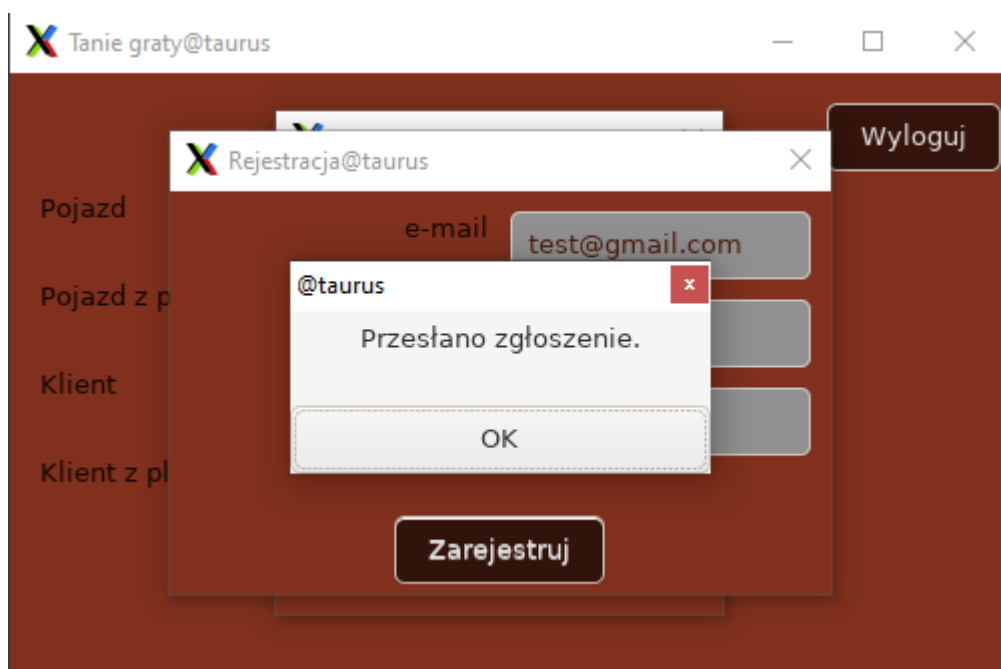 Tanie graty@taurus
Wyloguj
Rejestracja@taurus
Pojazd
e-mail
test@gmail.com
@taurus
Pojazd z p
Przesłano zgłoszenie.
Klient
OK
Klient z pl
Zarejestruj